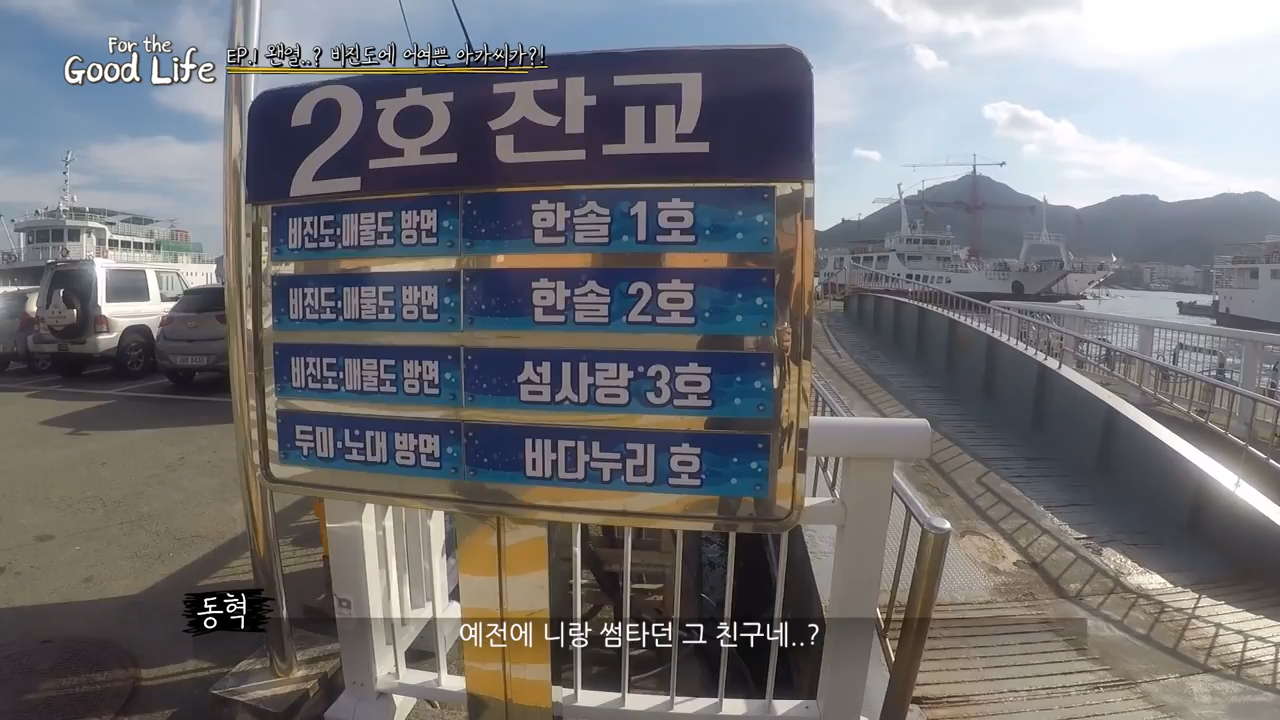 For the
Good Life
EP.1 왠열..? 비진도에 어여쁜 아가씨가?!
2호 잔교
비진도·매물도 방면 한솔 1호
비진도·매물도 방면 한솔 2호
비진도·매물도 방면 섬사랑 3호
두미·노대 방면 바다누리 호
동혁
예전에 니랑 썸타던 그 친구네..?